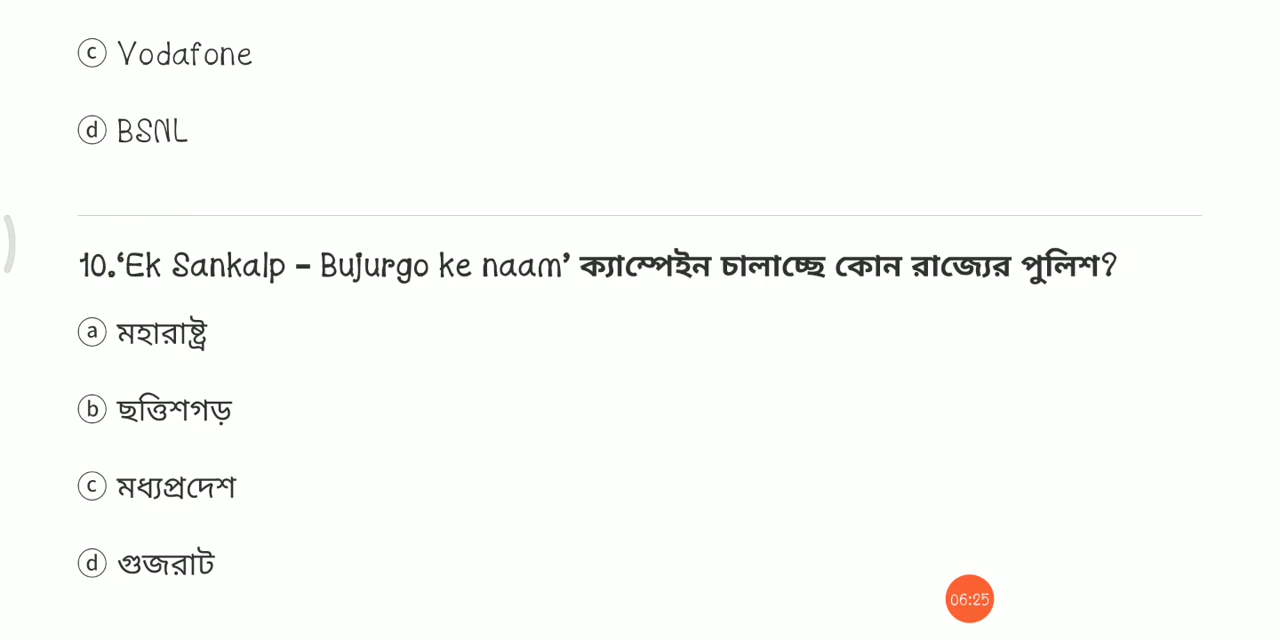 ⓒ Vodafone
ⓓ BSNL
10.‘Ek Sankalp – Bujurgo ke naam’ ক্যাম্পেইন চালাচ্ছে কোন রাজ্যের পুলিশ?
ⓐ মহারাষ্ট্র
ⓑ ছত্তিশগড়
ⓒ মধ্যপ্রদেশ
ⓓ গুজরাট
06:25